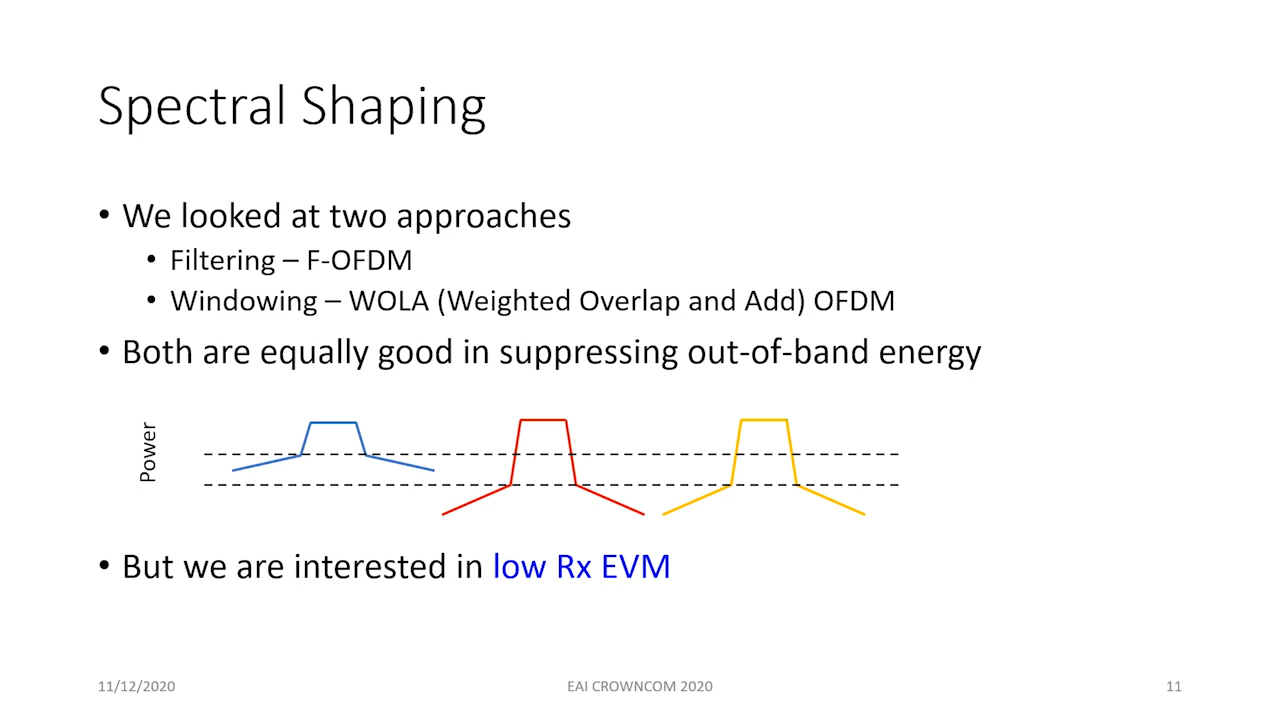 Spectral Shaping
• We looked at two approaches
• Filtering – F-OFDM
• Windowing – WOLA (Weighted Overlap and Add) OFDM
• Both are equally good in suppressing out-of-band energy
Power
• But we are interested in low Rx EVM
11/12/2020
EAI CROWNCOM 2020
11